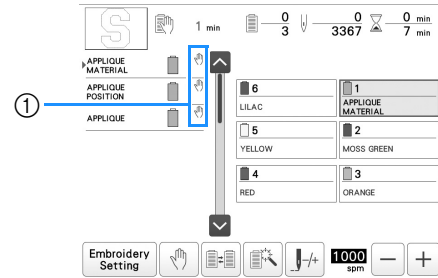 S
1 min
0
3
0
3367
0 min
7 min
APPLIQUE
MATERIAL
APPLIQUE
POSITION
APPLIQUE
①
6
LILAC
1
APPLIQUE
MATERIAL
5
YELLOW
2
MOSS GREEN
4
RED
3
ORANGE
Embroidery
Setting
-/+
1000
spm
−
+